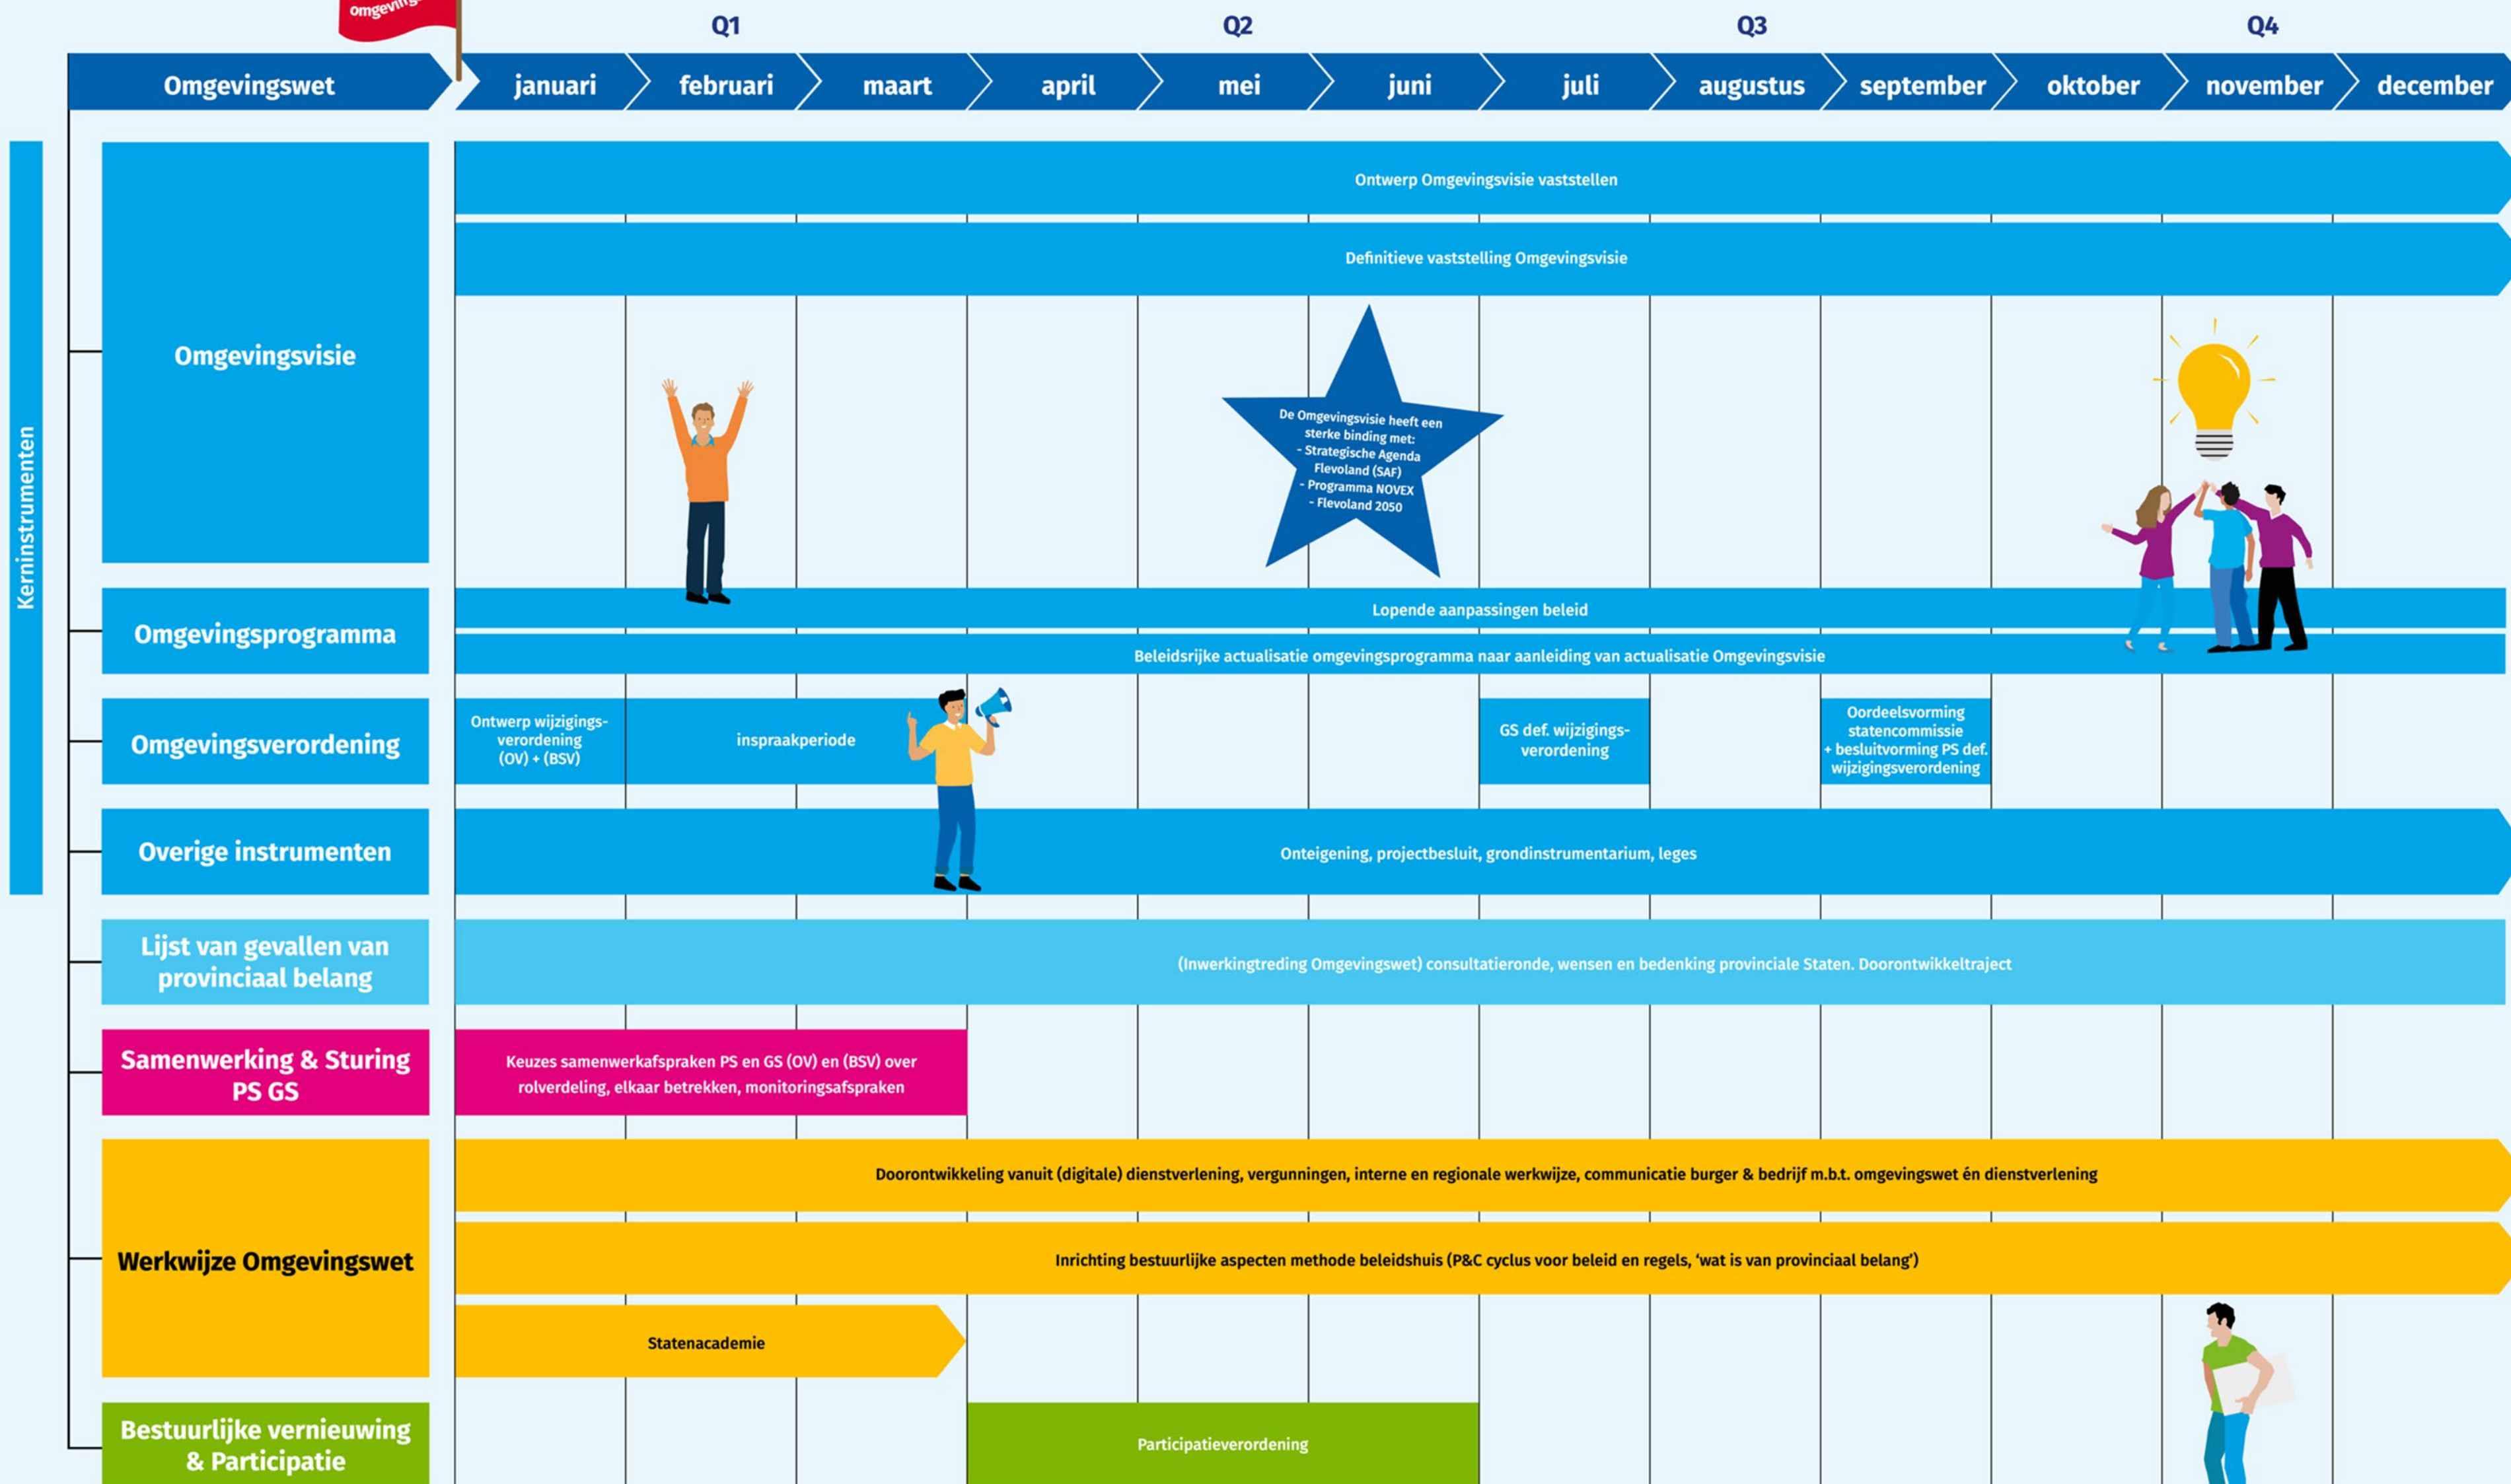 Q1
Q2
Q3
Q4
Omgevingswet
januari
februari
maart
april
mei
juni
juli
augustus
september
oktober
november
december
Kerninstrumenten
Omgevingsvisie
Ontwerp Omgevingsvisie vaststellen
Definitieve vaststelling Omgevingsvisie
De Omgevingsvisie heeft een
sterke binding met:
- Strategische Agenda
Flevoland (SAF)
- Programma NOVEX
- Flevoland 2050
Omgevingsprogramma
Lopende aanpassingen beleid
Beleidsrijke actualisatie omgevingsprogramma naar aanleiding van actualisatie Omgevingsvisie
Omgevingsverordening
Ontwerp wijzigings-
verordening
(OV) + (BSV)
inspraakperiode
GS def. wijzigings-
verordening
Oordeelsvorming
statencommissie
+ besluitvorming PS def.
wijzigingsverordening
Overige instrumenten
Onteigening, projectbesluit, grondinstrumentarium, leges
Lijst van gevallen van
provinciaal belang
(Inwerkingtreding Omgevingswet) consultatieronde, wensen en bedenking provinciale Staten. Doorontwikkeltraject
Samenwerking & Sturing
PS GS
Keuzes samenwerkafspraken PS en GS (OV) en (BSV) over
rolverdeling, elkaar betrekken, monitoringsafspraken
Werkwijze Omgevingswet
Doorontwikkeling vanuit (digitale) dienstverlening, vergunningen, interne en regionale werkwijze, communicatie burger & bedrijf m.b.t. omgevingswet én dienstverlening
Inrichting bestuurlijke aspecten methode beleidshuis (P&C cyclus voor beleid en regels, ‘wat is van provinciaal belang’)
Statenacademie
Bestuurlijke vernieuwing
& Participatie
Participatieverordening